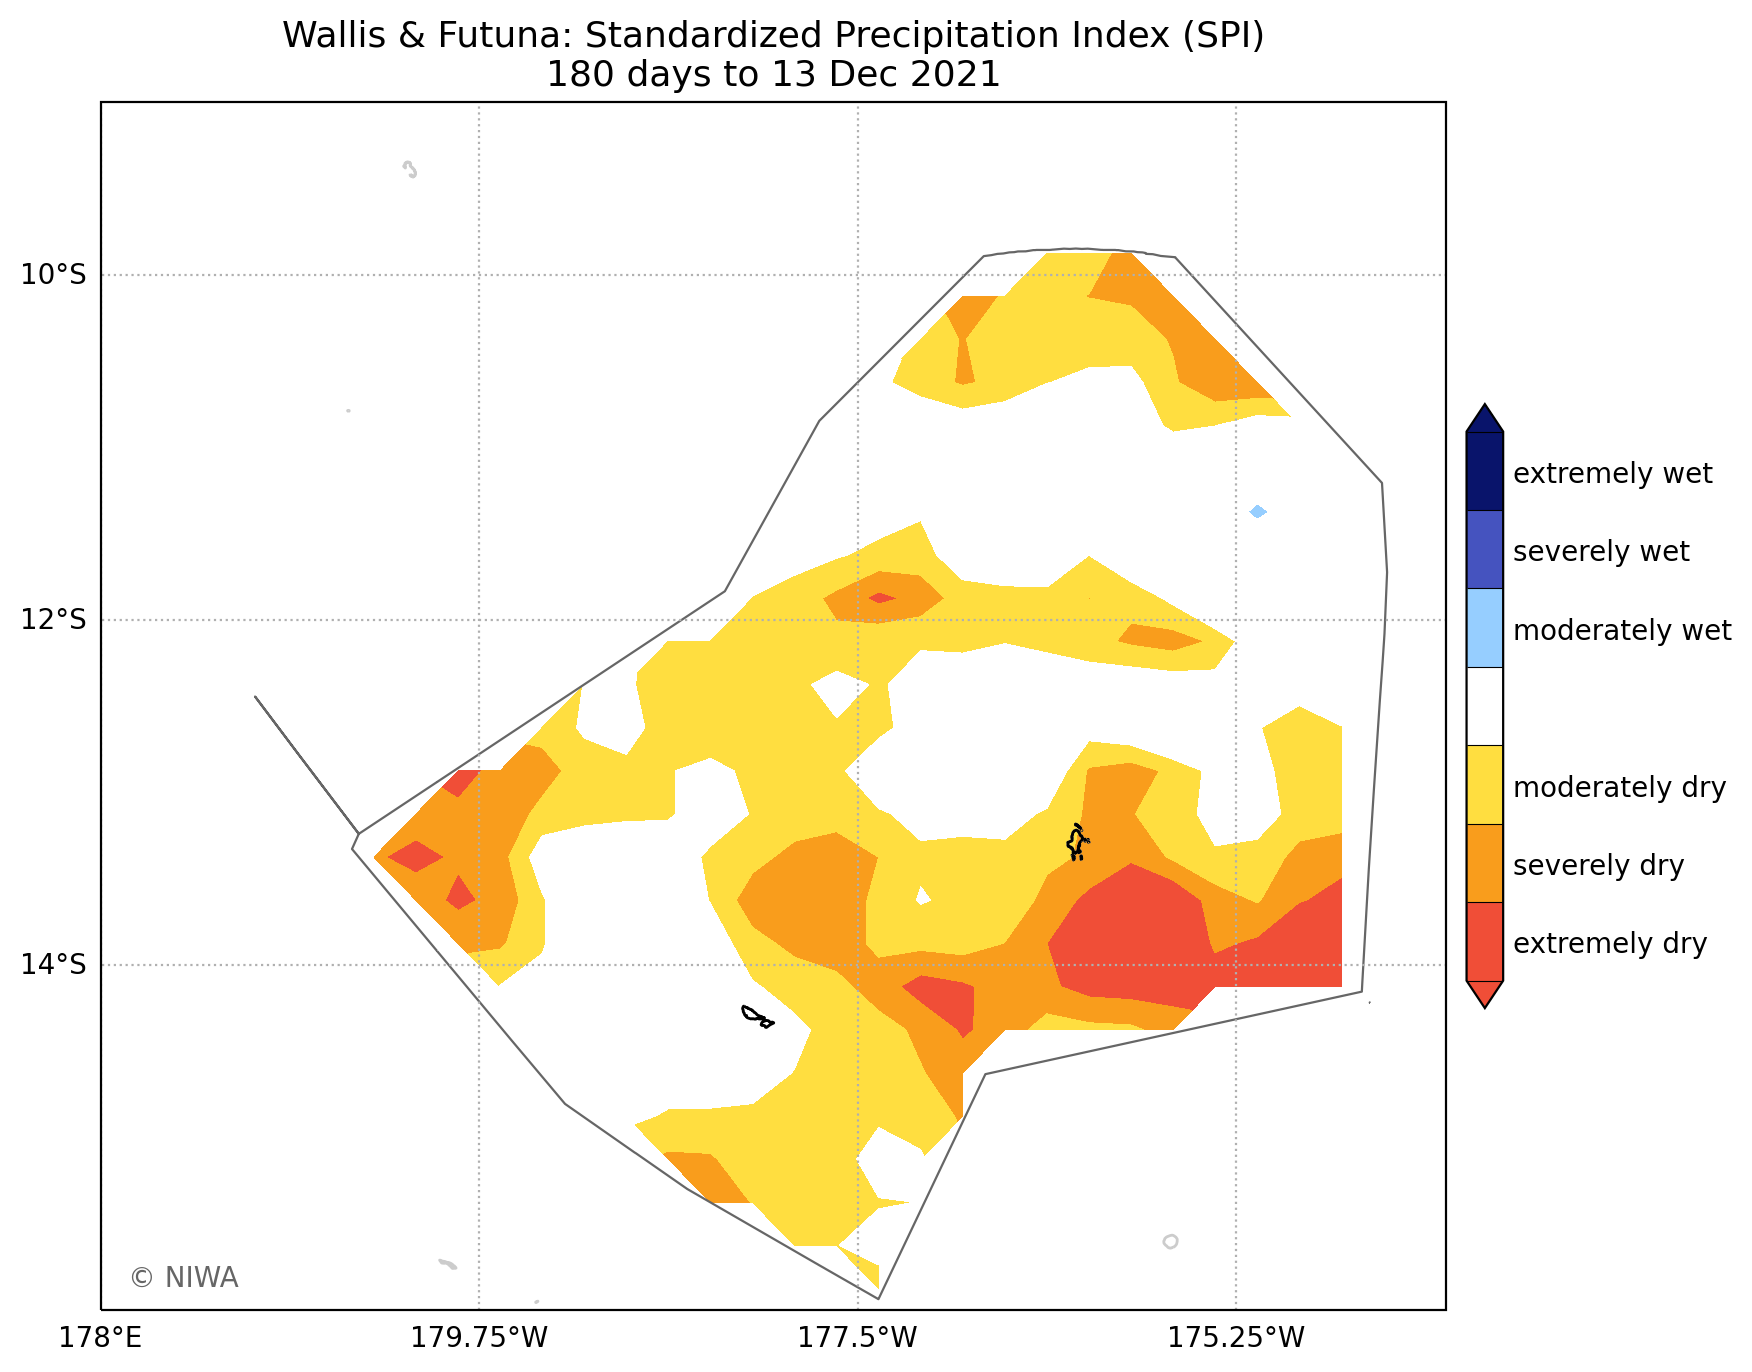 Wallis & Futuna: Standardized Precipitation Index (SPI)
180 days to 13 Dec 2021
10°S
12°S
14°S
178°E
179.75°W
177.5°W
175.25°W
extremely wet
severely wet
moderately wet
moderately dry
severely dry
extremely dry
© NIWA